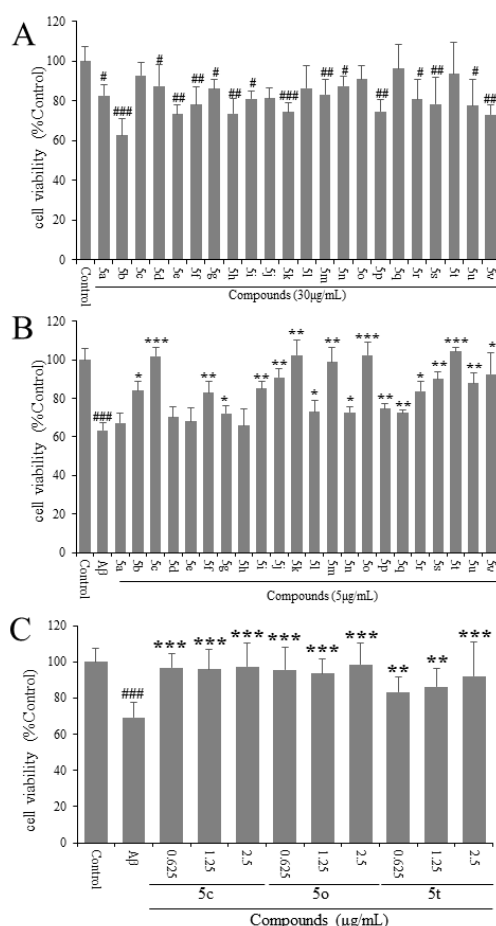 A
cell viability (%Control)
120
100
80
60
40
20
0
# ### # ## ## # ## # ### ## # ## # ## # ##
Control 5a 5b 5c 5d 5e 5f 5g 5h 5i 5j 5k 5l 5m 5n 5o 5p 5q 5r 5s 5t 5u 5v
Compounds (30μg/mL)
B
cell viability (%Control)
120
100
80
60
40
20
0
### * *** ** * ** ** ** * ** * *** ** ** * ** *** ** *
Control Aβ 5a 5b 5c 5d 5e 5f 5g 5h 5i 5j 5k 5l 5m 5n 5o 5p 5q 5r 5s 5t 5u 5v
Compounds (5μg/mL)
C
cell viability (%Control)
120
100
80
60
40
20
0
### *** *** *** *** *** *** ** ** ***
Control Aβ 0.625 1.25 2.5 0.625 1.25 2.5 0.625 1.25 2.5
5c 5o 5t
Compounds (μg/mL)